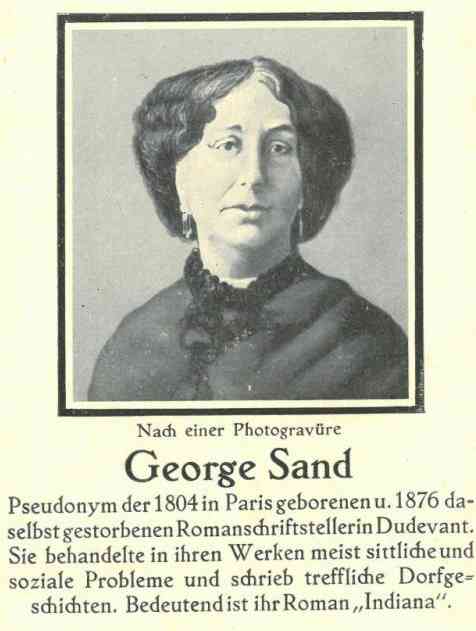 Nach einer Photogravüre
George Sand
Pseudonym der 1804 in Paris geborenen u. 1876 da-
selbst gestorbenen Romanschriftstellerin Dudevant.
Sie behandelte in ihren Werken meist sittliche und
soziale Probleme und schrieb treffliche Dorfge=
schichten. Bedeutend ist ihr Roman „Indiana“.